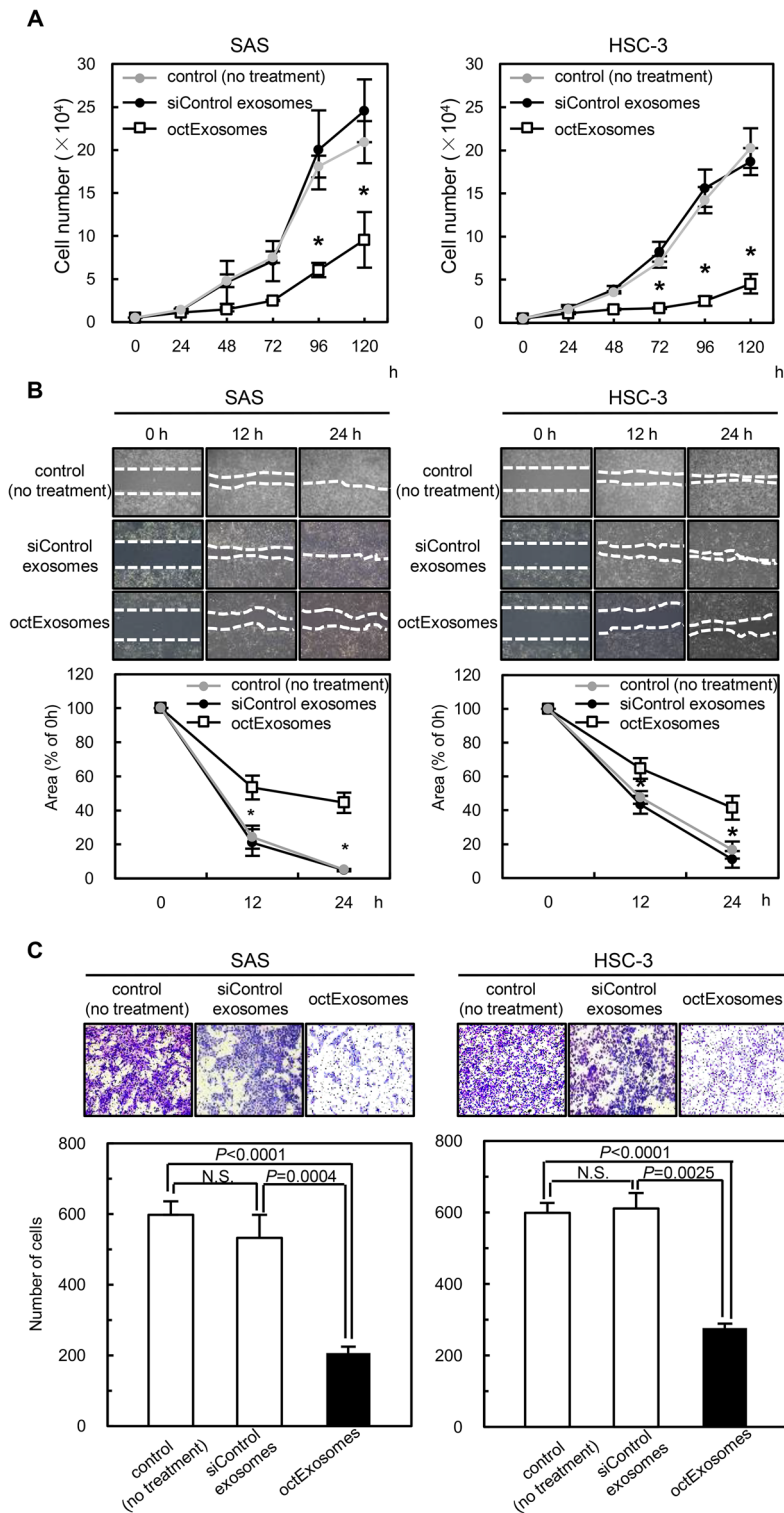 A
SAS
HSC-3
Cell number (×10⁴)
30
25
20
15
10
5
0
control (no treatment)
siControl exosomes
octExosomes
*
*
0 24 48 72 96 120
h
Cell number (×10⁴)
30
25
20
15
10
5
0
control (no treatment)
siControl exosomes
octExosomes
*
*
*
0 24 48 72 96 120
h
B
SAS
0 h 12 h 24 h
control
(no treatment)
siControl
exosomes
octExosomes
HSC-3
0 h 12 h 24 h
control
(no treatment)
siControl
exosomes
octExosomes
Area (% of 0h)
120
100
80
60
40
20
0
control (no treatment)
siControl exosomes
octExosomes
*
*
0 12 24 h
Area (% of 0h)
120
100
80
60
40
20
0
control (no treatment)
siControl exosomes
octExosomes
*
*
0 12 24 h
C
SAS
control
(no treatment)
siControl
exosomes
octExosomes
HSC-3
control
(no treatment)
siControl
exosomes
octExosomes
Number of cells
800
600
400
200
0
P<0.0001
N.S. P=0.0004
control
(no treatment)
siControl
exosomes
octExosomes
800
600
400
200
0
P<0.0001
N.S. P=0.0025
control
(no treatment)
siControl
exosomes
octExosomes